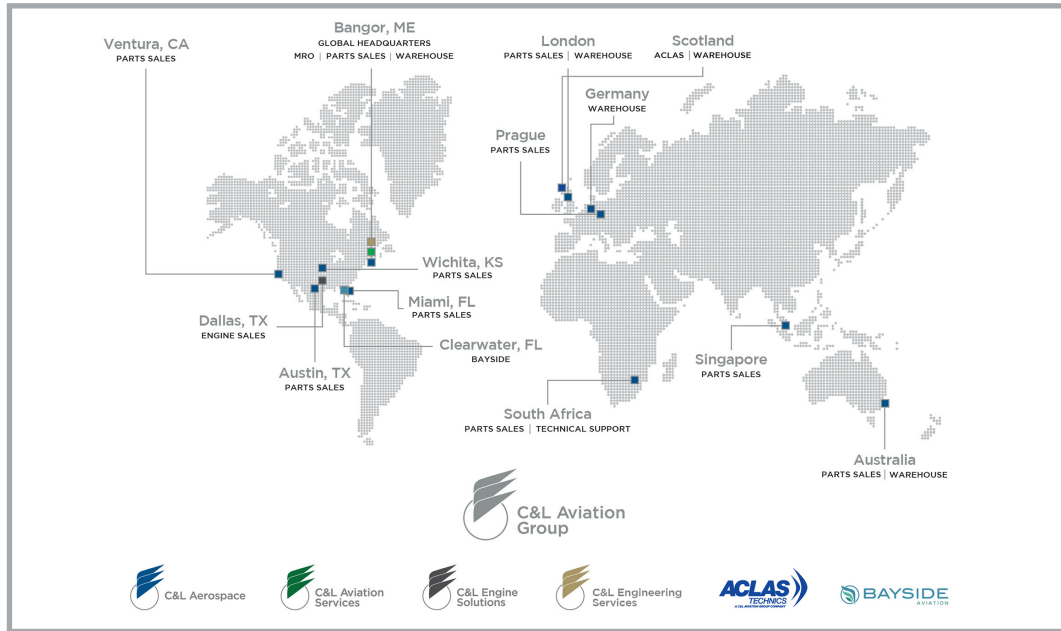 Ventura, CA
PARTS SALES
Bangor, ME
GLOBAL HEADQUARTERS
MRO | PARTS SALES | WAREHOUSE
London
PARTS SALES | WAREHOUSE
Scotland
ACLAS | WAREHOUSE
Germany
WAREHOUSE
Prague
PARTS SALES
Wichita, KS
PARTS SALES
Miami, FL
PARTS SALES
Dallas, TX
ENGINE SALES
Clearwater, FL
BAYSIDE
Austin, TX
PARTS SALES
Singapore
PARTS SALES
South Africa
PARTS SALES | TECHNICAL SUPPORT
Australia
PARTS SALES | WAREHOUSE
C&L Aviation
Group
C&L Aerospace
C&L Aviation
Services
C&L Engine
Solutions
C&L Engineering
Services
ACLAS
TECHNICS
A C&L AVIATION GROUP COMPANY
BAYSIDE
AVIATION